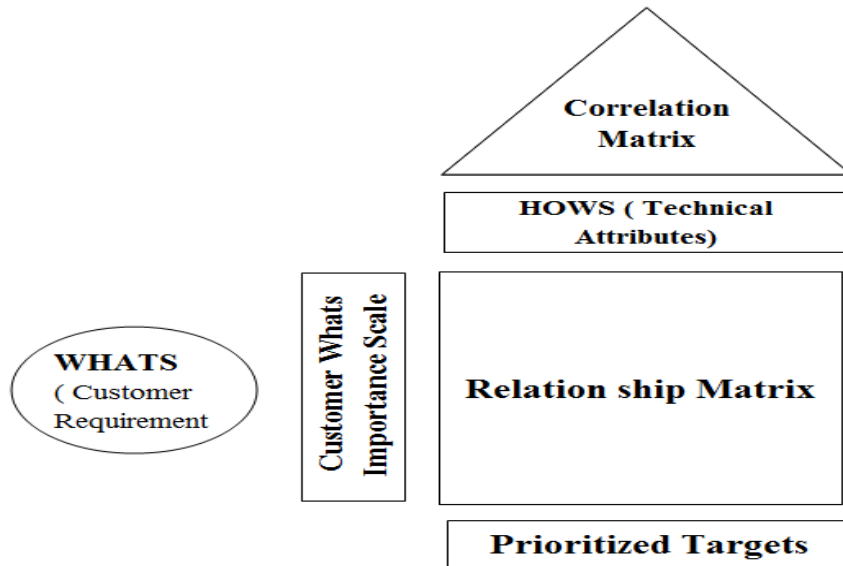 Correlation
Matrix
HOWS ( Technical
Attributes)
WHATS
( Customer
Requirement
Customer Whats
Importance Scale
Relation ship Matrix
Prioritized Targets